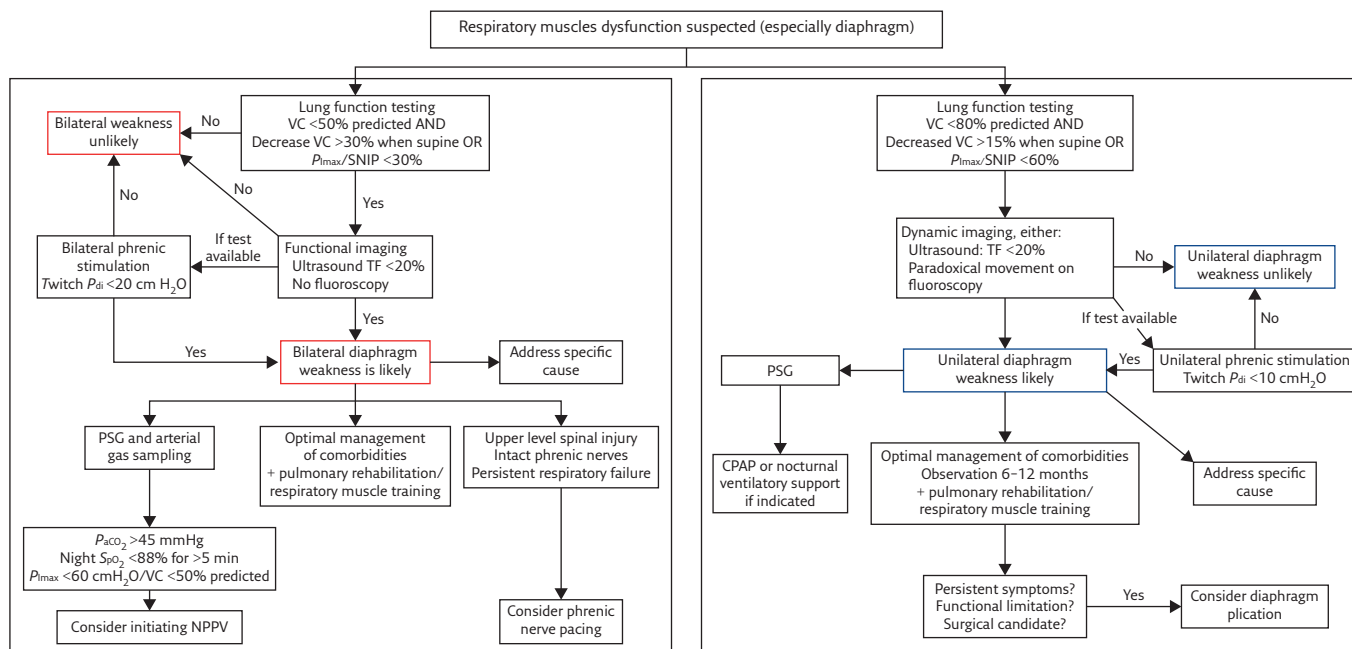 Respiratory muscles dysfunction suspected (especially diaphragm)
Lung function testing
VC <50% predicted AND
Decrease VC >30% when supine OR
PImax/SNIP <30%
No
Bilateral weakness
unlikely
No
No
Yes
Bilateral phrenic
stimulation
Twitch Pdi <20 cm H2O
If test
available
Functional imaging
Ultrasound TF <20%
No fluoroscopy
Yes
Yes
Bilateral diaphragm
weakness is likely
Address specific
cause
PSG and arterial
gas sampling
Optimal management
of comorbidities
+ pulmonary rehabilitation/
respiratory muscle training
Upper level spinal injury
Intact phrenic nerves
Persistent respiratory failure
PaCO2 >45 mmHg
Night SpO2 <88% for >5 min
PImax <60 cmH2O/VC <50% predicted
Consider initiating NPPV
Consider phrenic
nerve pacing
Lung function testing
VC <80% predicted AND
Decreased VC >15% when supine OR
PImax/SNIP <60%
Dynamic imaging, either:
Ultrasound: TF <20%
Paradoxical movement on
fluoroscopy
No
Unilateral diaphragm
weakness unlikely
If test available
No
Unilateral phrenic stimulation
Twitch Pdi <10 cmH2O
Yes
Unilateral diaphragm
weakness likely
PSG
CPAP or nocturnal
ventilatory support
if indicated
Optimal management of comorbidities
Observation 6–12 months
+ pulmonary rehabilitation/
respiratory muscle training
Address specific
cause
Persistent symptoms?
Functional limitation?
Surgical candidate?
Yes
Consider diaphragm
plication